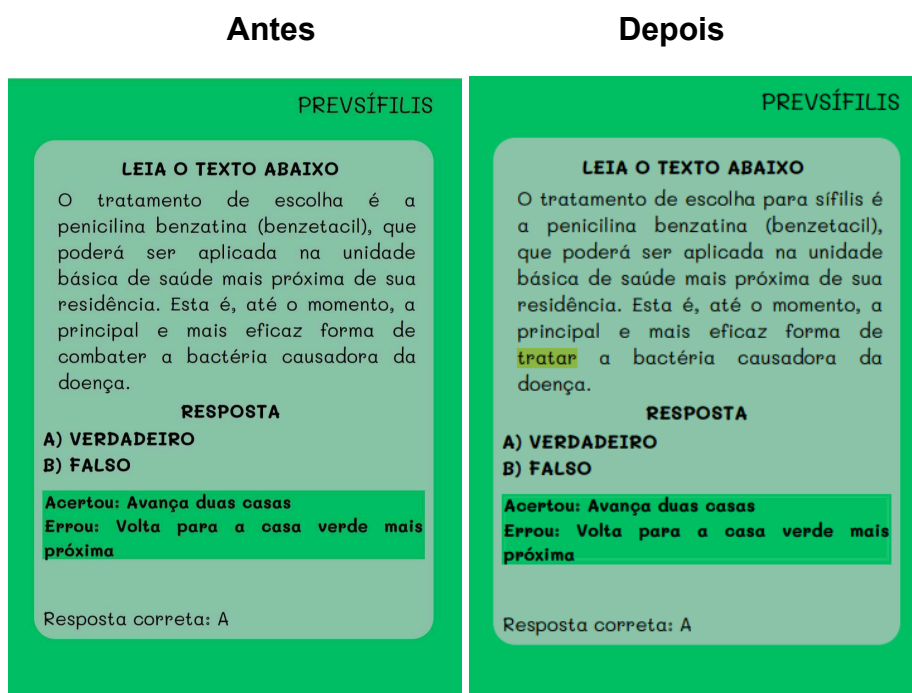 Antes
PREVSÍFILIS
LEIA O TEXTO ABAIXO
O tratamento de escolha é a
penicilina benzatina (benzetacil), que
poderá ser aplicada na unidade
básica de saúde mais próxima de sua
residência. Esta é, até o momento, a
principal e mais eficaz forma de
combater a bactéria causadora da
doença.
RESPOSTA
A) VERDADEIRO
B) FALSO
Acertou: Avança duas casas
Errou: Volta para a casa verde mais
próxima
Resposta correta: A
Depois
PREVSÍFILIS
LEIA O TEXTO ABAIXO
O tratamento de escolha para sífilis é
a penicilina benzatina (benzetacil),
que poderá ser aplicada na unidade
básica de saúde mais próxima de sua
residência. Esta é, até o momento, a
principal e mais eficaz forma de
tratar a bactéria causadora da
doença.
RESPOSTA
A) VERDADEIRO
B) FALSO
Acertou: Avança duas casas
Errou: Volta para a casa verde mais
próxima
Resposta correta: A